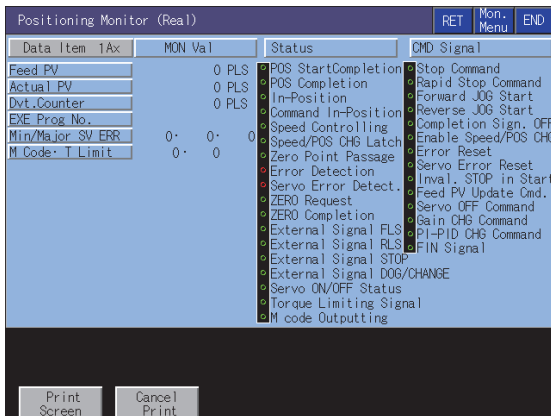 Positioning Monitor (Real)
RET
Mon. Menu
END
Data Item 1Ax
MON Val
Status
CMD Signal
Feed PV
0 PLS
Actual PV
0 PLS
Dvt.Counter
0 PLS
EXE Prog No.
Min/Major SV ERR
0· 0· 0
M Code· T Limit
0· 0
POS StartCompletion
POS Completion
In-Position
Command In-Position
Speed Controlling
Speed/POS CHG Latch
Zero Point Passage
Error Detection
Servo Error Detect.
ZERO Request
ZERO Completion
External Signal FLS
External Signal RLS
External Signal STOP
External Signal DOG/CHANGE
Servo ON/OFF Status
Torque Limiting Signal
M code Outputting
Stop Command
Rapid Stop Command
Forward JOG Start
Reverse JOG Start
Completion Sign. OFF
Enable Speed/POS CHG
Error Reset
Servo Error Reset
Inval. STOP in Start
Feed PV Update Cmd.
Servo OFF Command
Gain CHG Command
PI-PID CHG Command
FIN Signal
Print
Screen
Cancel
Print